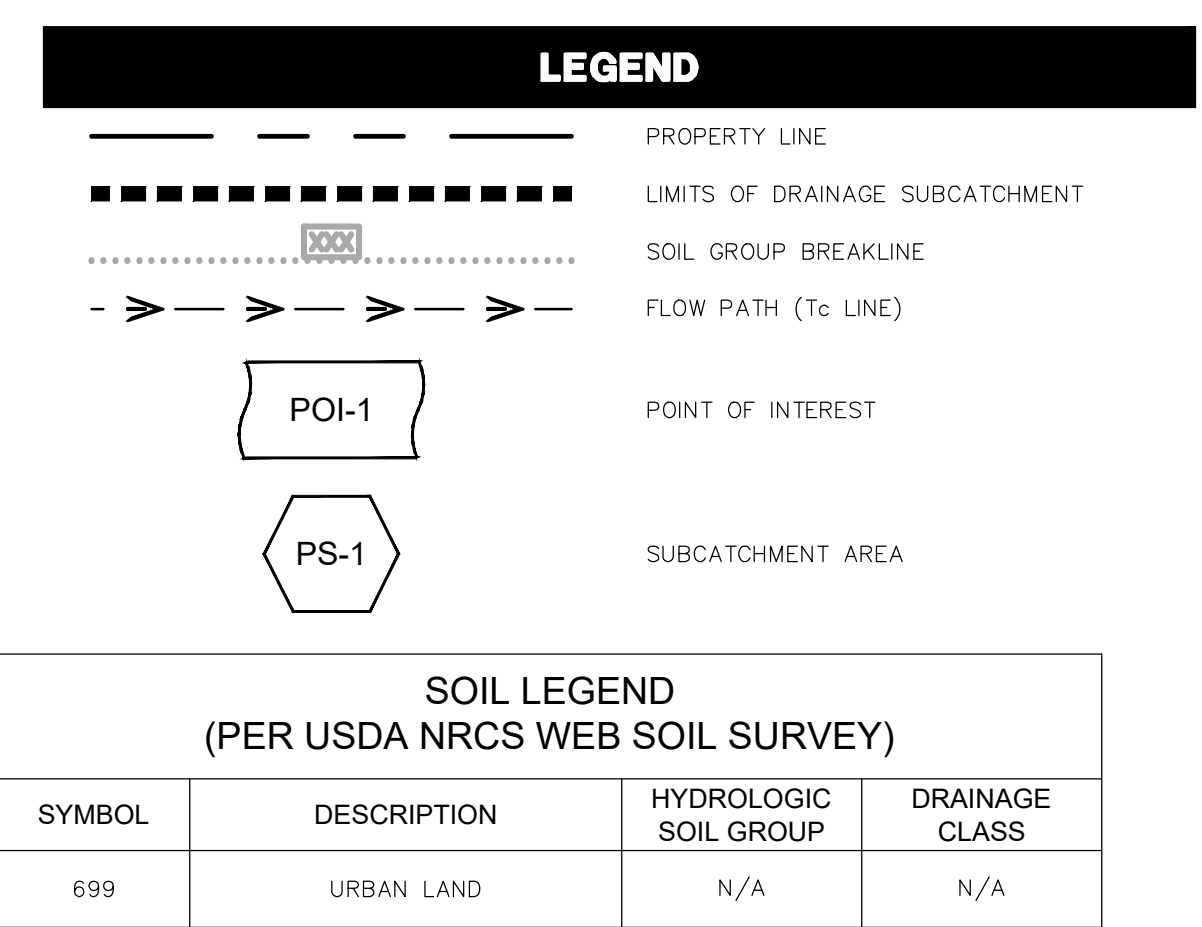 LEGEND
PROPERTY LINE
LIMITS OF DRAINAGE SUBCATCHMENT
XXX
SOIL GROUP BREAKLINE
FLOW PATH (Tc LINE)
POI-1
POINT OF INTEREST
PS-1
SUBCATCHMENT AREA
SOIL LEGEND
(PER USDA NRCS WEB SOIL SURVEY)
SYMBOL DESCRIPTION HYDROLOGIC SOIL GROUP DRAINAGE CLASS
699 URBAN LAND N/A N/A